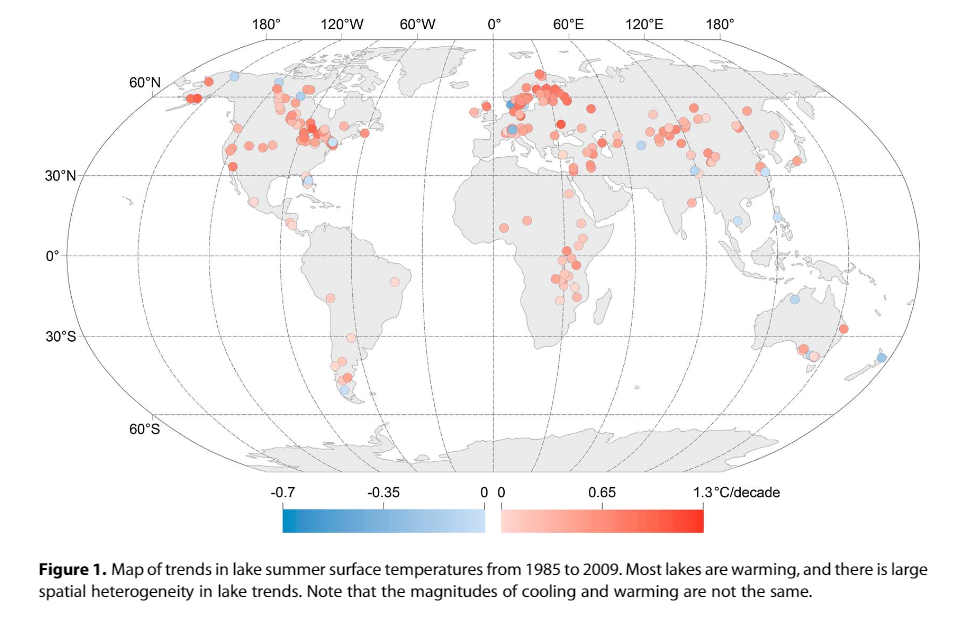 180° 120°W 60°W 0° 60°E 120°E 180°
60°N
30°N
0°
30°S
60°S
-0.7 -0.35 0 0 0.65 1.3°C/decade
Figure 1. Map of trends in lake summer surface temperatures from 1985 to 2009. Most lakes are warming, and there is large
spatial heterogeneity in lake trends. Note that the magnitudes of cooling and warming are not the same.